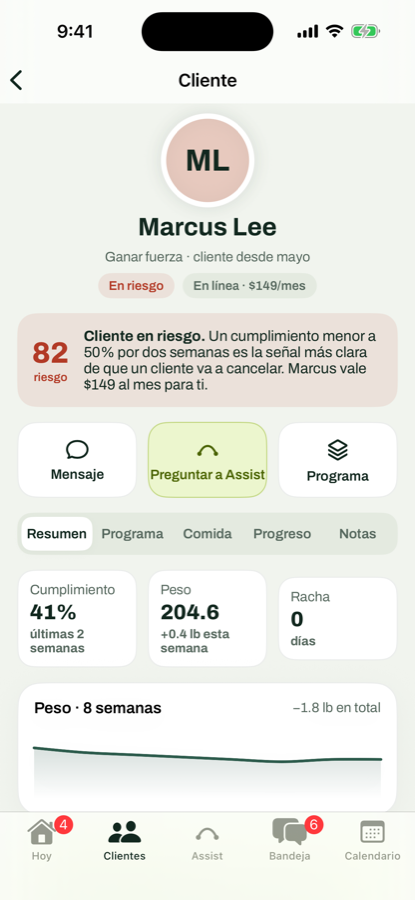 9:41
Cliente
ML
Marcus Lee
Ganar fuerza · cliente desde mayo
En riesgo
En línea · $149/mes
82
riesgo
Cliente en riesgo. Un cumplimiento menor a
50% por dos semanas es la señal más clara
de que un cliente va a cancelar. Marcus vale
$149 al mes para ti.
Mensaje
Preguntar a Assist
Programa
Resumen
Programa
Comida
Progreso
Notas
Cumplimiento
41%
últimas 2
semanas
Peso
204.6
+0.4 lb esta
semana
Racha
0
días
Peso · 8 semanas
−1.8 lb en total
4
6
Hoy
Clientes
Assist
Bandeja
Calendario